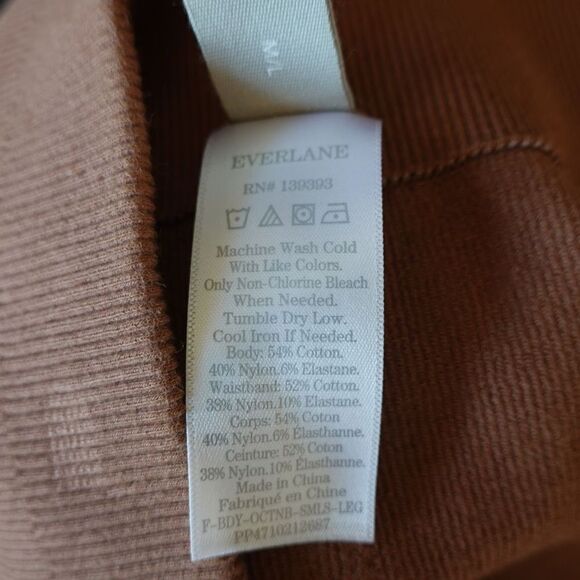 M/L
EVERLANE
RN# 139393
Machine Wash Cold
With Like Colors.
Only Non-Chlorine Bleach
When Needed.
Tumble Dry Low.
Cool Iron If Needed.
Body: 54% Cotton.
40% Nylon.6% Elastane.
Waistband: 52% Cotton.
38% Nylon.10% Elastane.
Corps: 54% Coton
40% Nylon.6% Élasthanne.
Ceinture: 52% Coton
38% Nylon.10% Élasthanne.
Made in China
Fabriqué en Chine
F-BDY-OCTNB-SMLS-LEG
PP4710212687